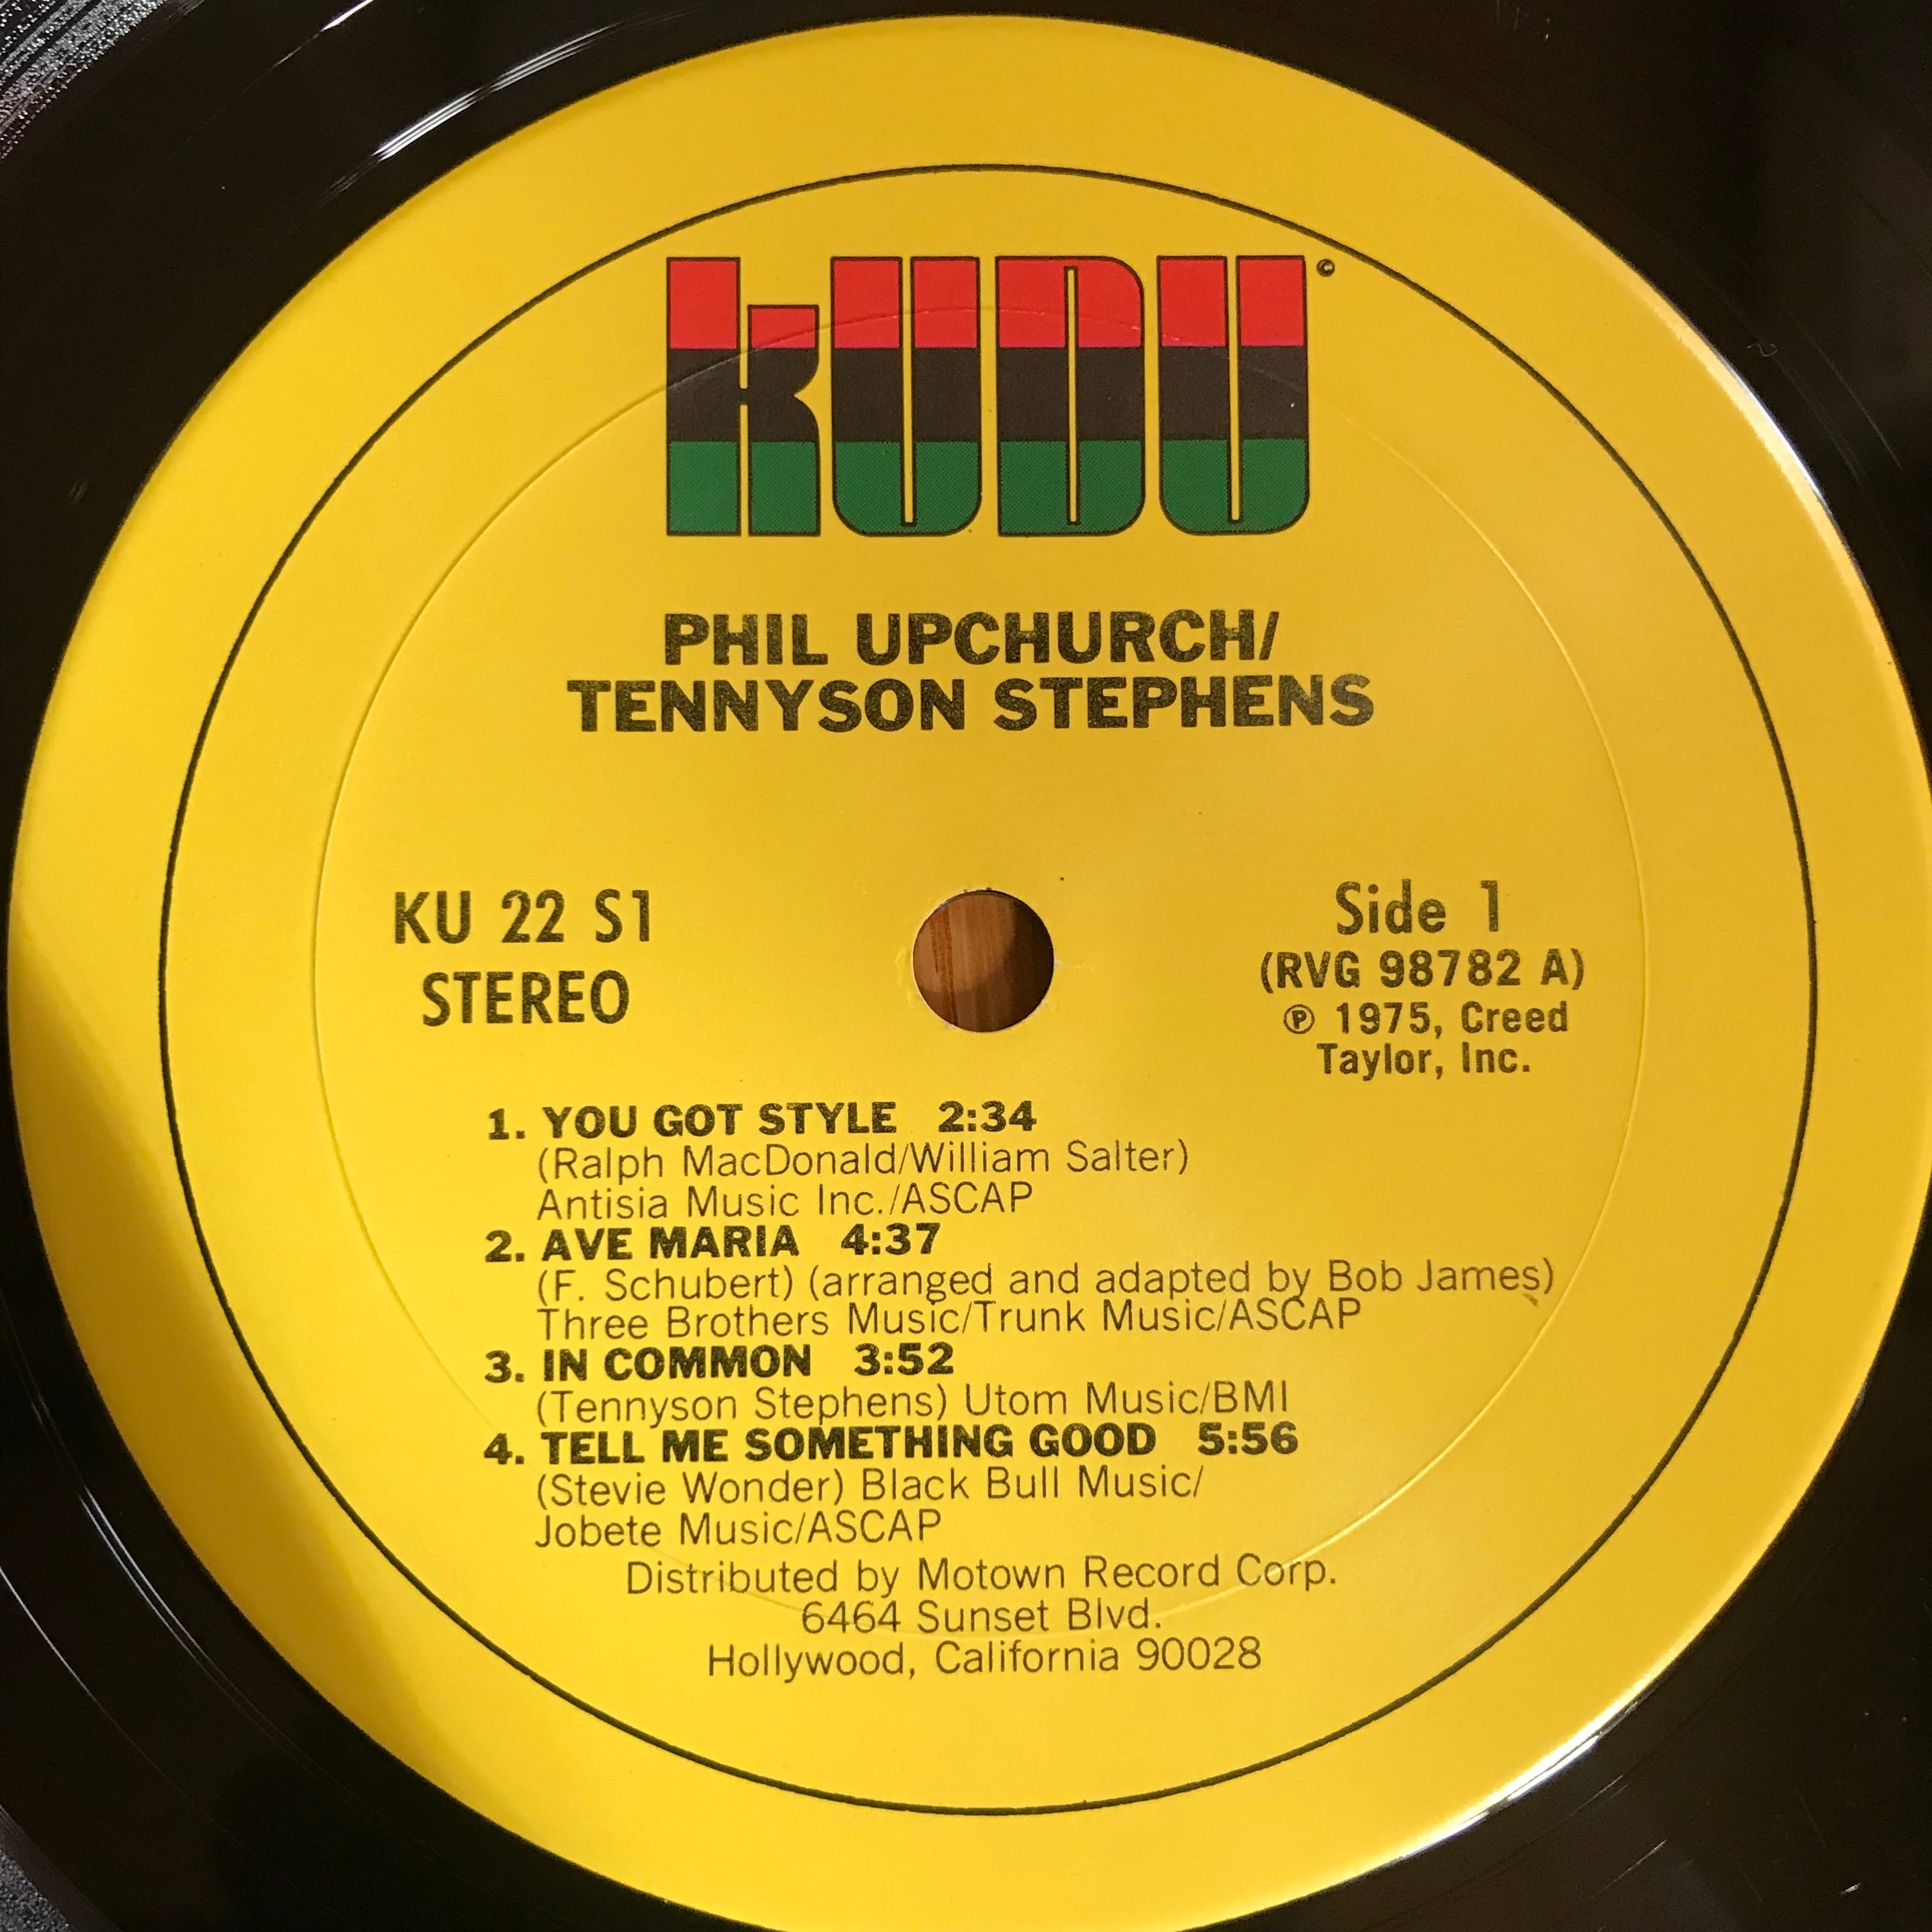 kUDU ©
PHIL UPCHURCH/
TENNYSON STEPHENS
KU 22 S1
STEREO
Side 1
(RVG 98782 A)
℗ 1975, Creed
Taylor, Inc.
1. YOU GOT STYLE 2:34
(Ralph MacDonald/William Salter)
Antisia Music Inc./ASCAP
2. AVE MARIA 4:37
(F. Schubert) (arranged and adapted by Bob James)
Three Brothers Music/Trunk Music/ASCAP
3. IN COMMON 3:52
(Tennyson Stephens) Utom Music/BMI
4. TELL ME SOMETHING GOOD 5:56
(Stevie Wonder) Black Bull Music/
Jobete Music/ASCAP
Distributed by Motown Record Corp.
6464 Sunset Blvd.
Hollywood, California 90028